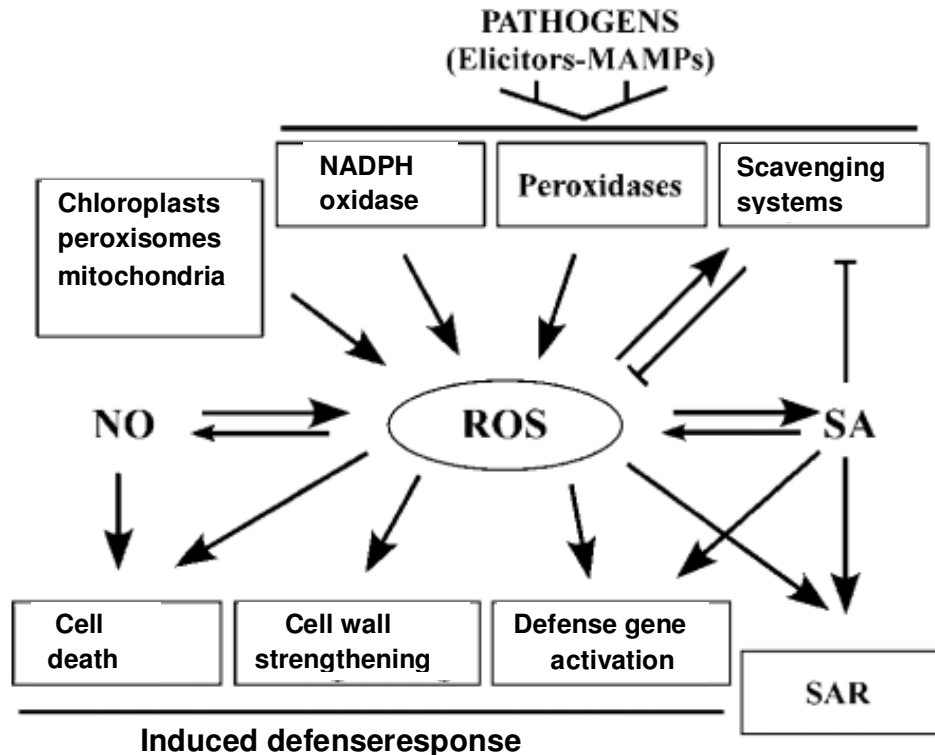 PATHOGENS
(Elicitors-MAMPs)
NADPH
oxidase
Peroxidases
Scavenging
systems
Chloroplasts
peroxisomes
mitochondria
NO
ROS
SA
Cell
death
Cell wall
strengthening
Defense gene
activation
SAR
Induced defenseresponse